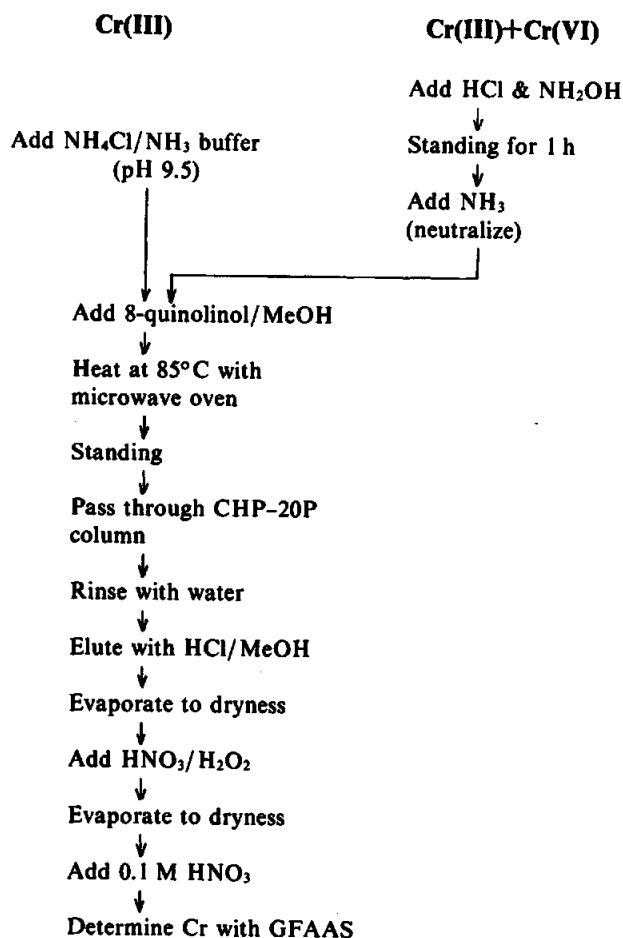 Cr(III)
Cr(III)+Cr(VI)
Add HCl & NH₂OH
Standing for 1 h
Add NH₃
(neutralize)
Add NH₄Cl/NH₃ buffer
(pH 9.5)
Add 8-quinolinol/MeOH
Heat at 85°C with
microwave oven
Standing
Pass through CHP-20P
column
Rinse with water
Elute with HCl/MeOH
Evaporate to dryness
Add HNO₃/H₂O₂
Evaporate to dryness
Add 0.1 M HNO₃
Determine Cr with GFAAS